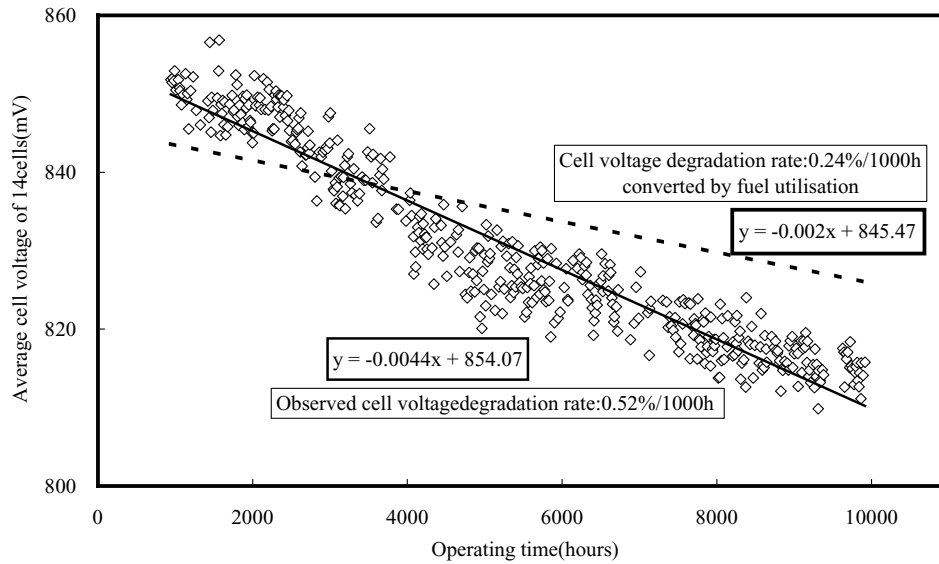 860
840
820
800
Average cell voltage of 14cells(mV)
Cell voltage degradation rate:0.24%/1000h
converted by fuel utilisation
y = -0.002x + 845.47
y = -0.0044x + 854.07
Observed cell voltagedegradation rate:0.52%/1000h
0 2000 4000 6000 8000 10000
Operating time(hours)